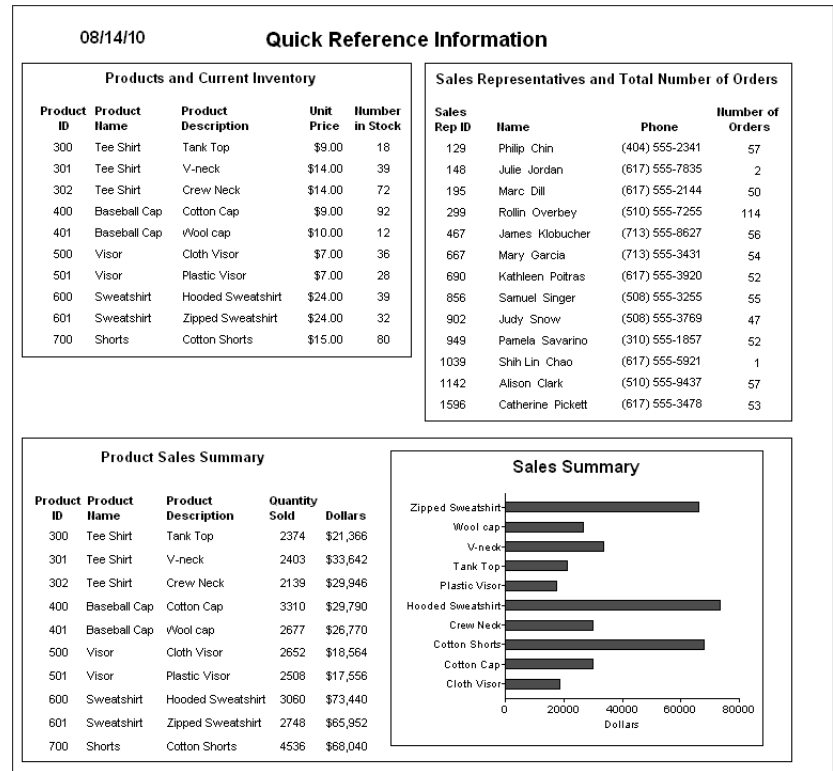 08/14/10 Quick Reference Information
Products and Current Inventory
Product Product Product Unit Number
ID Name Description Price in Stock
300 Tee Shirt Tank Top $9.00 18
301 Tee Shirt V-neck $14.00 39
302 Tee Shirt Crew Neck $14.00 72
400 Baseball Cap Cotton Cap $9.00 92
401 Baseball Cap Wool cap $10.00 12
500 Visor Cloth Visor $7.00 36
501 Visor Plastic Visor $7.00 28
600 Sweatshirt Hooded Sweatshirt $24.00 39
601 Sweatshirt Zipped Sweatshirt $24.00 32
700 Shorts Cotton Shorts $15.00 80
Sales Representatives and Total Number of Orders
Sales Number of
Rep ID Name Phone Orders
129 Philip Chin (404) 555-2341 57
148 Julie Jordan (617) 555-7835 2
195 Marc Dill (617) 555-2144 50
299 Rollin Overbey (510) 555-7255 114
467 James Klobucher (713) 555-8627 56
667 Mary Garcia (713) 555-3431 54
690 Kathleen Poitras (617) 555-3920 52
856 Samuel Singer (508) 555-3255 55
902 Judy Snow (508) 555-3769 47
949 Pamela Savarino (310) 555-1857 52
1039 Shih Lin Chao (617) 555-5921 1
1142 Alison Clark (510) 555-9437 57
1596 Catherine Pickett (617) 555-3478 53
Product Sales Summary
Product Product Product Quantity
ID Name Description Sold Dollars
300 Tee Shirt Tank Top 2374 $21,366
301 Tee Shirt V-neck 2403 $33,642
302 Tee Shirt Crew Neck 2139 $29,946
400 Baseball Cap Cotton Cap 3310 $29,790
401 Baseball Cap Wool cap 2677 $26,770
500 Visor Cloth Visor 2652 $18,564
501 Visor Plastic Visor 2508 $17,556
600 Sweatshirt Hooded Sweatshirt 3060 $73,440
601 Sweatshirt Zipped Sweatshirt 2748 $65,952
700 Shorts Cotton Shorts 4536 $68,040
Sales Summary
Zipped Sweatshirt
Wool cap
V-neck
Tank Top
Plastic Visor
Hooded Sweatshirt
Crew Neck
Cotton Shorts
Cotton Cap
Cloth Visor
0 20000 40000 60000 80000
Dollars